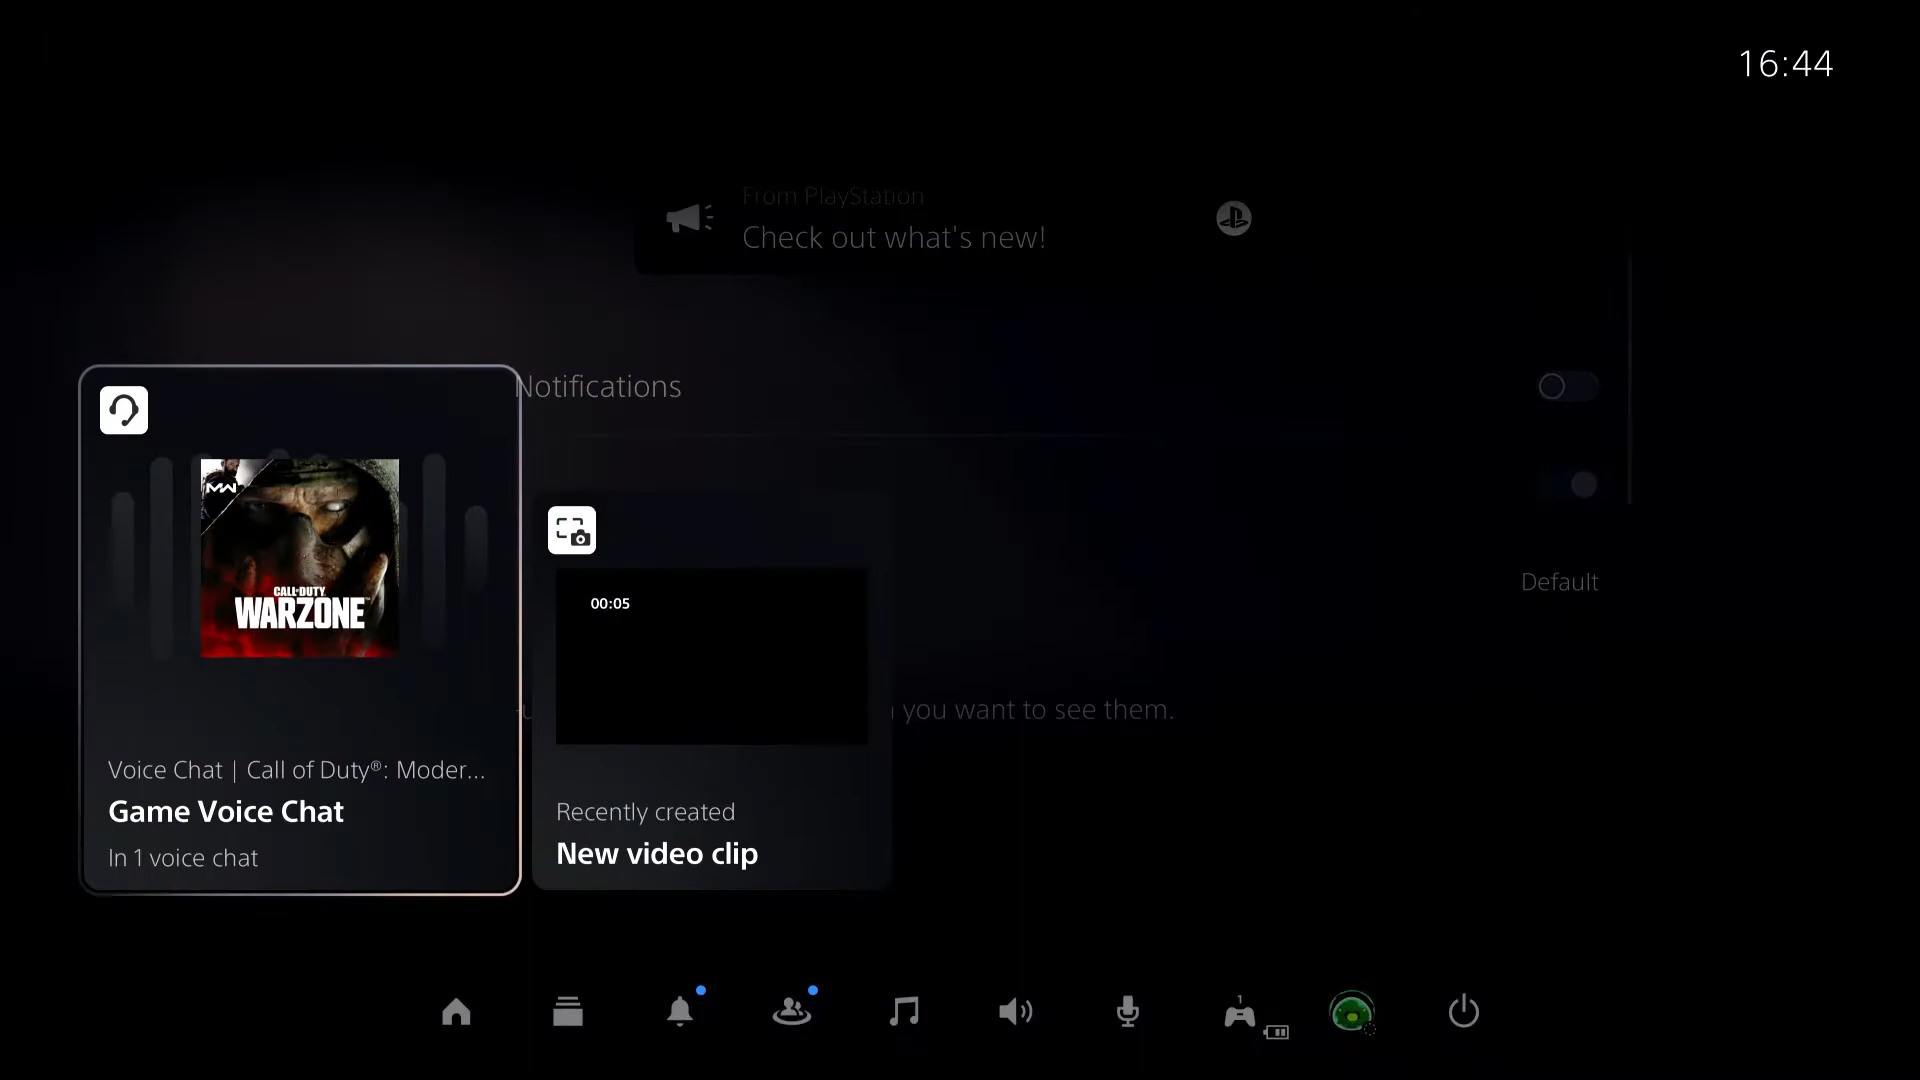 16:44
From PlayStation
Check out what's new!
Notifications
MW
CALL OF DUTY
WARZONE™
00:05
Default
you want to see them.
Voice Chat | Call of Duty®: Moder...
Game Voice Chat
In 1 voice chat
Recently created
New video clip
1